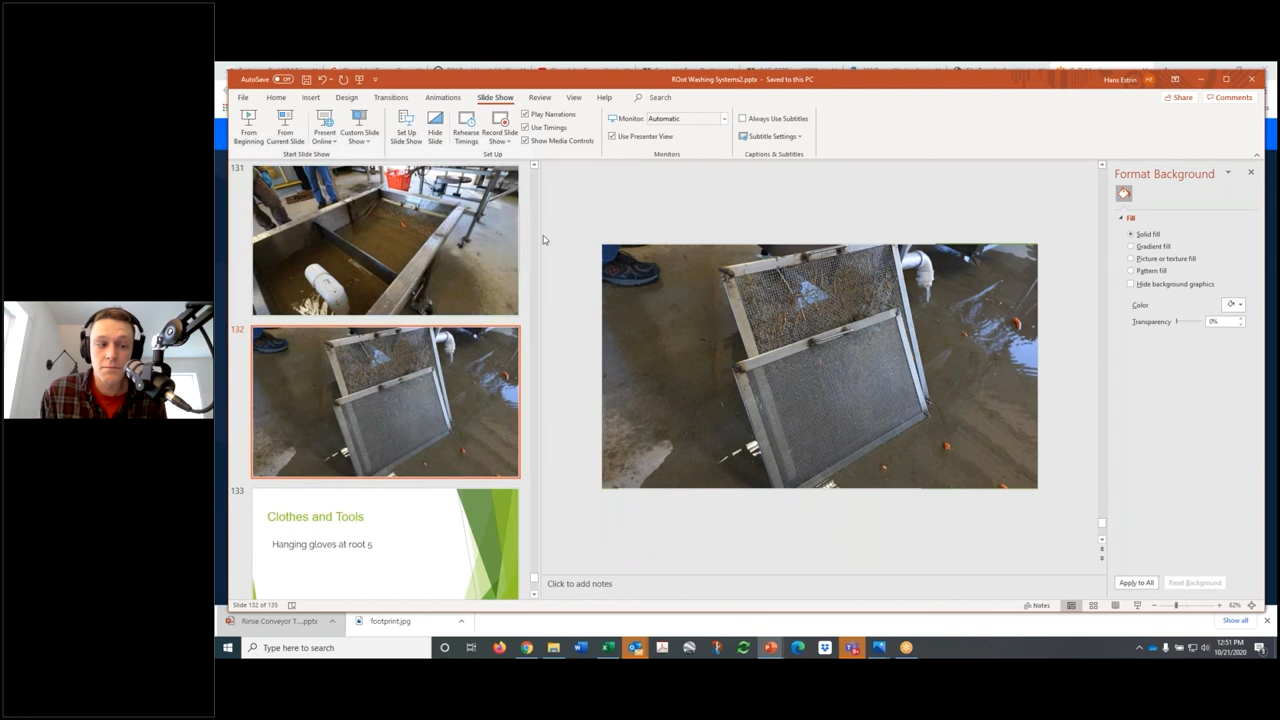 AutoSave Off
ROot Washing Systems2.pptx - Saved to this PC
Hans Estrin HE
File Home Insert Design Transitions Animations Slide Show Review View Help Search
Share Comments
From Beginning
From Current Slide
Present Online
Custom Slide Show
Set Up Slide Show
Hide Slide
Rehearse Timings
Record Slide Show
Play Narrations
Use Timings
Show Media Controls
Monitor: Automatic
Use Presenter View
Always Use Subtitles
Subtitle Settings
Start Slide Show
Set Up
Monitors
Captions & Subtitles
131
132
133
Clothes and Tools
Hanging gloves at root 5
Click to add notes
Format Background
Fill
Solid fill
Gradient fill
Picture or texture fill
Pattern fill
Hide background graphics
Color
Transparency 0%
Apply to All
Reset Background
Slide 132 of 135
Notes
62%
Rinse Conveyor T....pptx
footprint.jpg
Show all
Type here to search
12:51 PM
10/21/2020